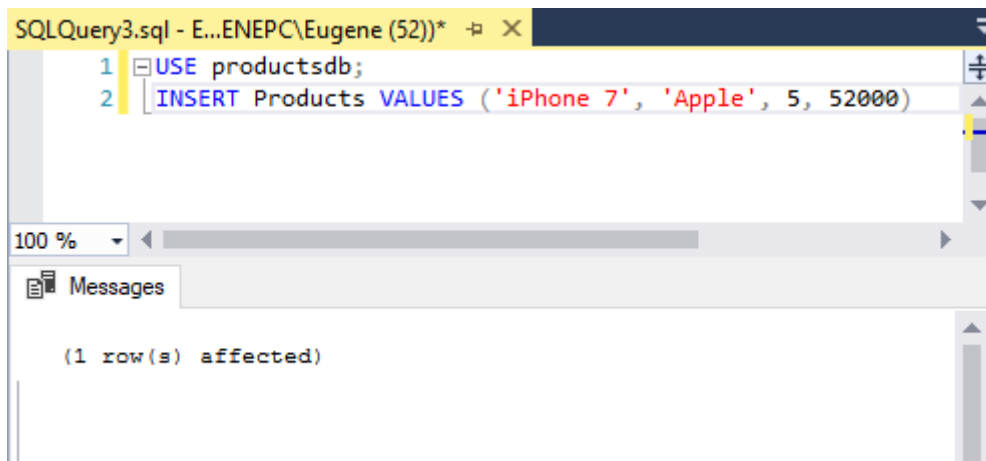 SQLQuery3.sql - E...ENEPC\Eugene (52))*
1 USE productsdb;
2 INSERT Products VALUES ('iPhone 7', 'Apple', 5, 52000)
100 %
Messages
(1 row(s) affected)